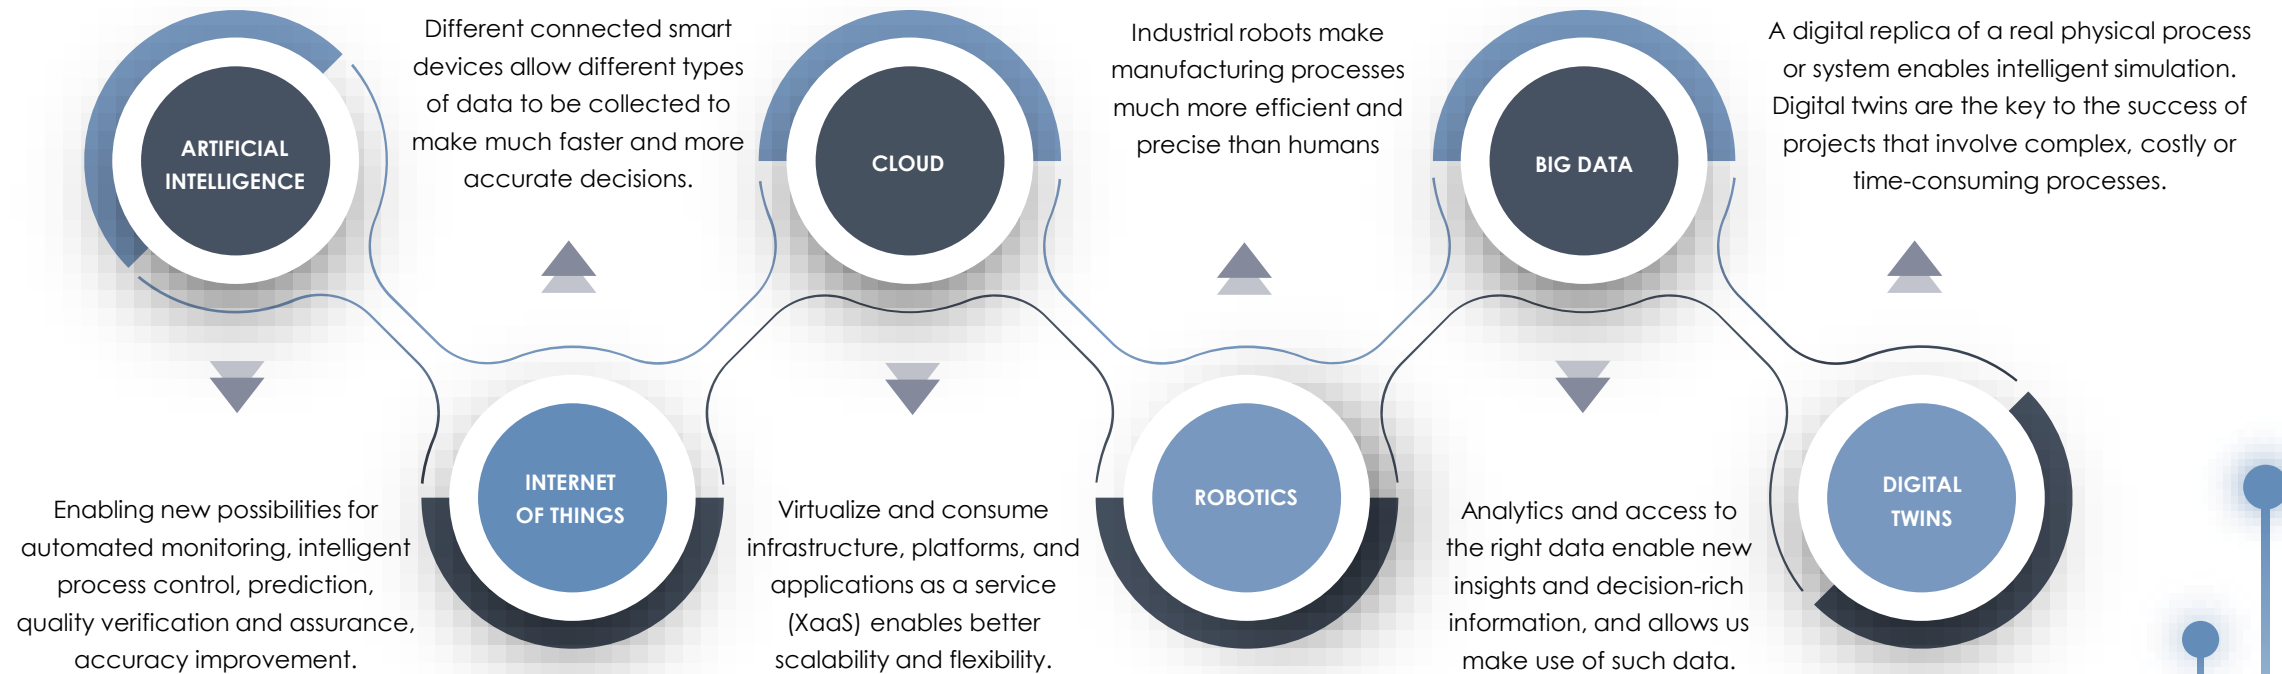 ARTIFICIAL
INTELLIGENCE
Enabling new possibilities for
automated monitoring, intelligent
process control, prediction,
quality verification and assurance,
accuracy improvement.
Different connected smart
devices allow different types
of data to be collected to
make much faster and more
accurate decisions.
INTERNET
OF THINGS
CLOUD
Virtualize and consume
infrastructure, platforms, and
applications as a service
(XaaS) enables better
scalability and flexibility.
Industrial robots make
manufacturing processes
much more efficient and
precise than humans
ROBOTICS
BIG DATA
Analytics and access to
the right data enable new
insights and decision-rich
information, and allows us
make use of such data.
A digital replica of a real physical process
or system enables intelligent simulation.
Digital twins are the key to the success of
projects that involve complex, costly or
time-consuming processes.
DIGITAL
TWINS